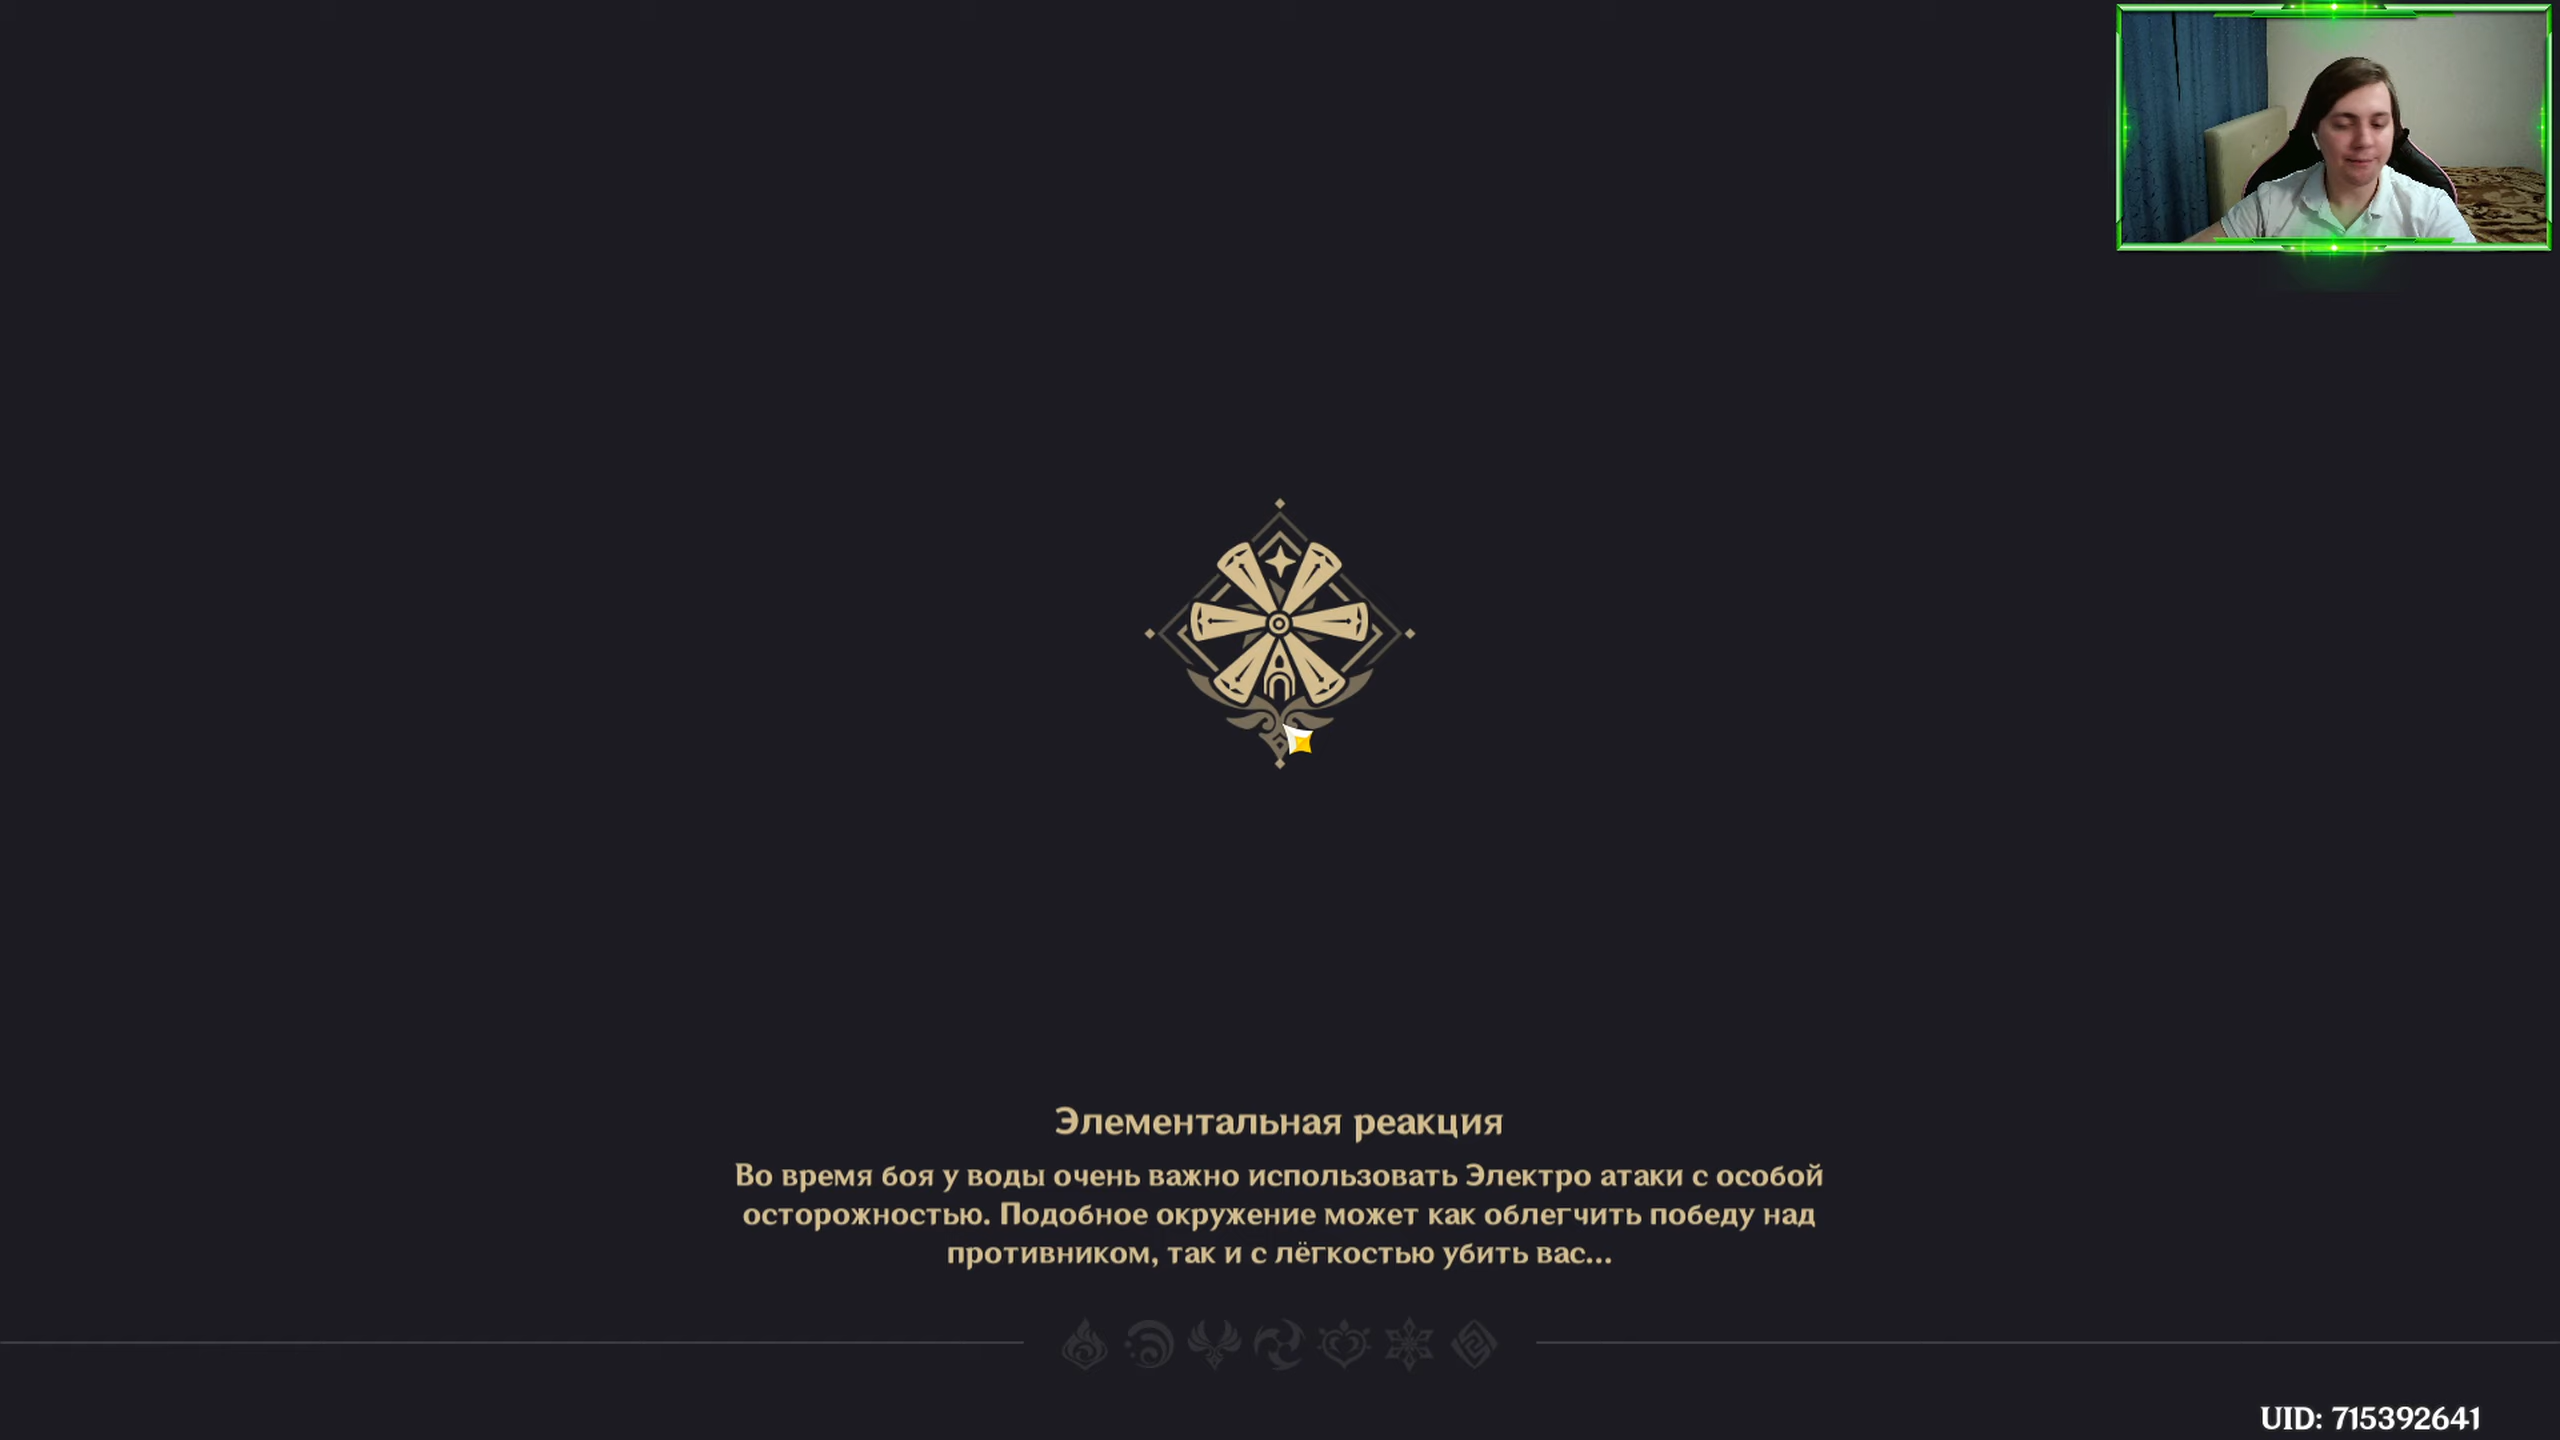 Элементальная реакция
Во время боя у воды очень важно использовать Электро атаки с особой
осторожностью. Подобное окружение может как облегчить победу над
противником, так и с лёгкостью убить вас...
UID: 715392641